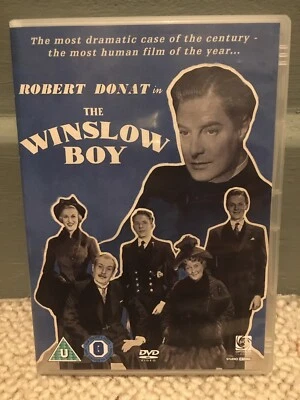 The most dramatic case of the century -
the most human film of the year...
ROBERT DONAT in
THE
WINSLOW
BOY
U
DVD
VIDEO